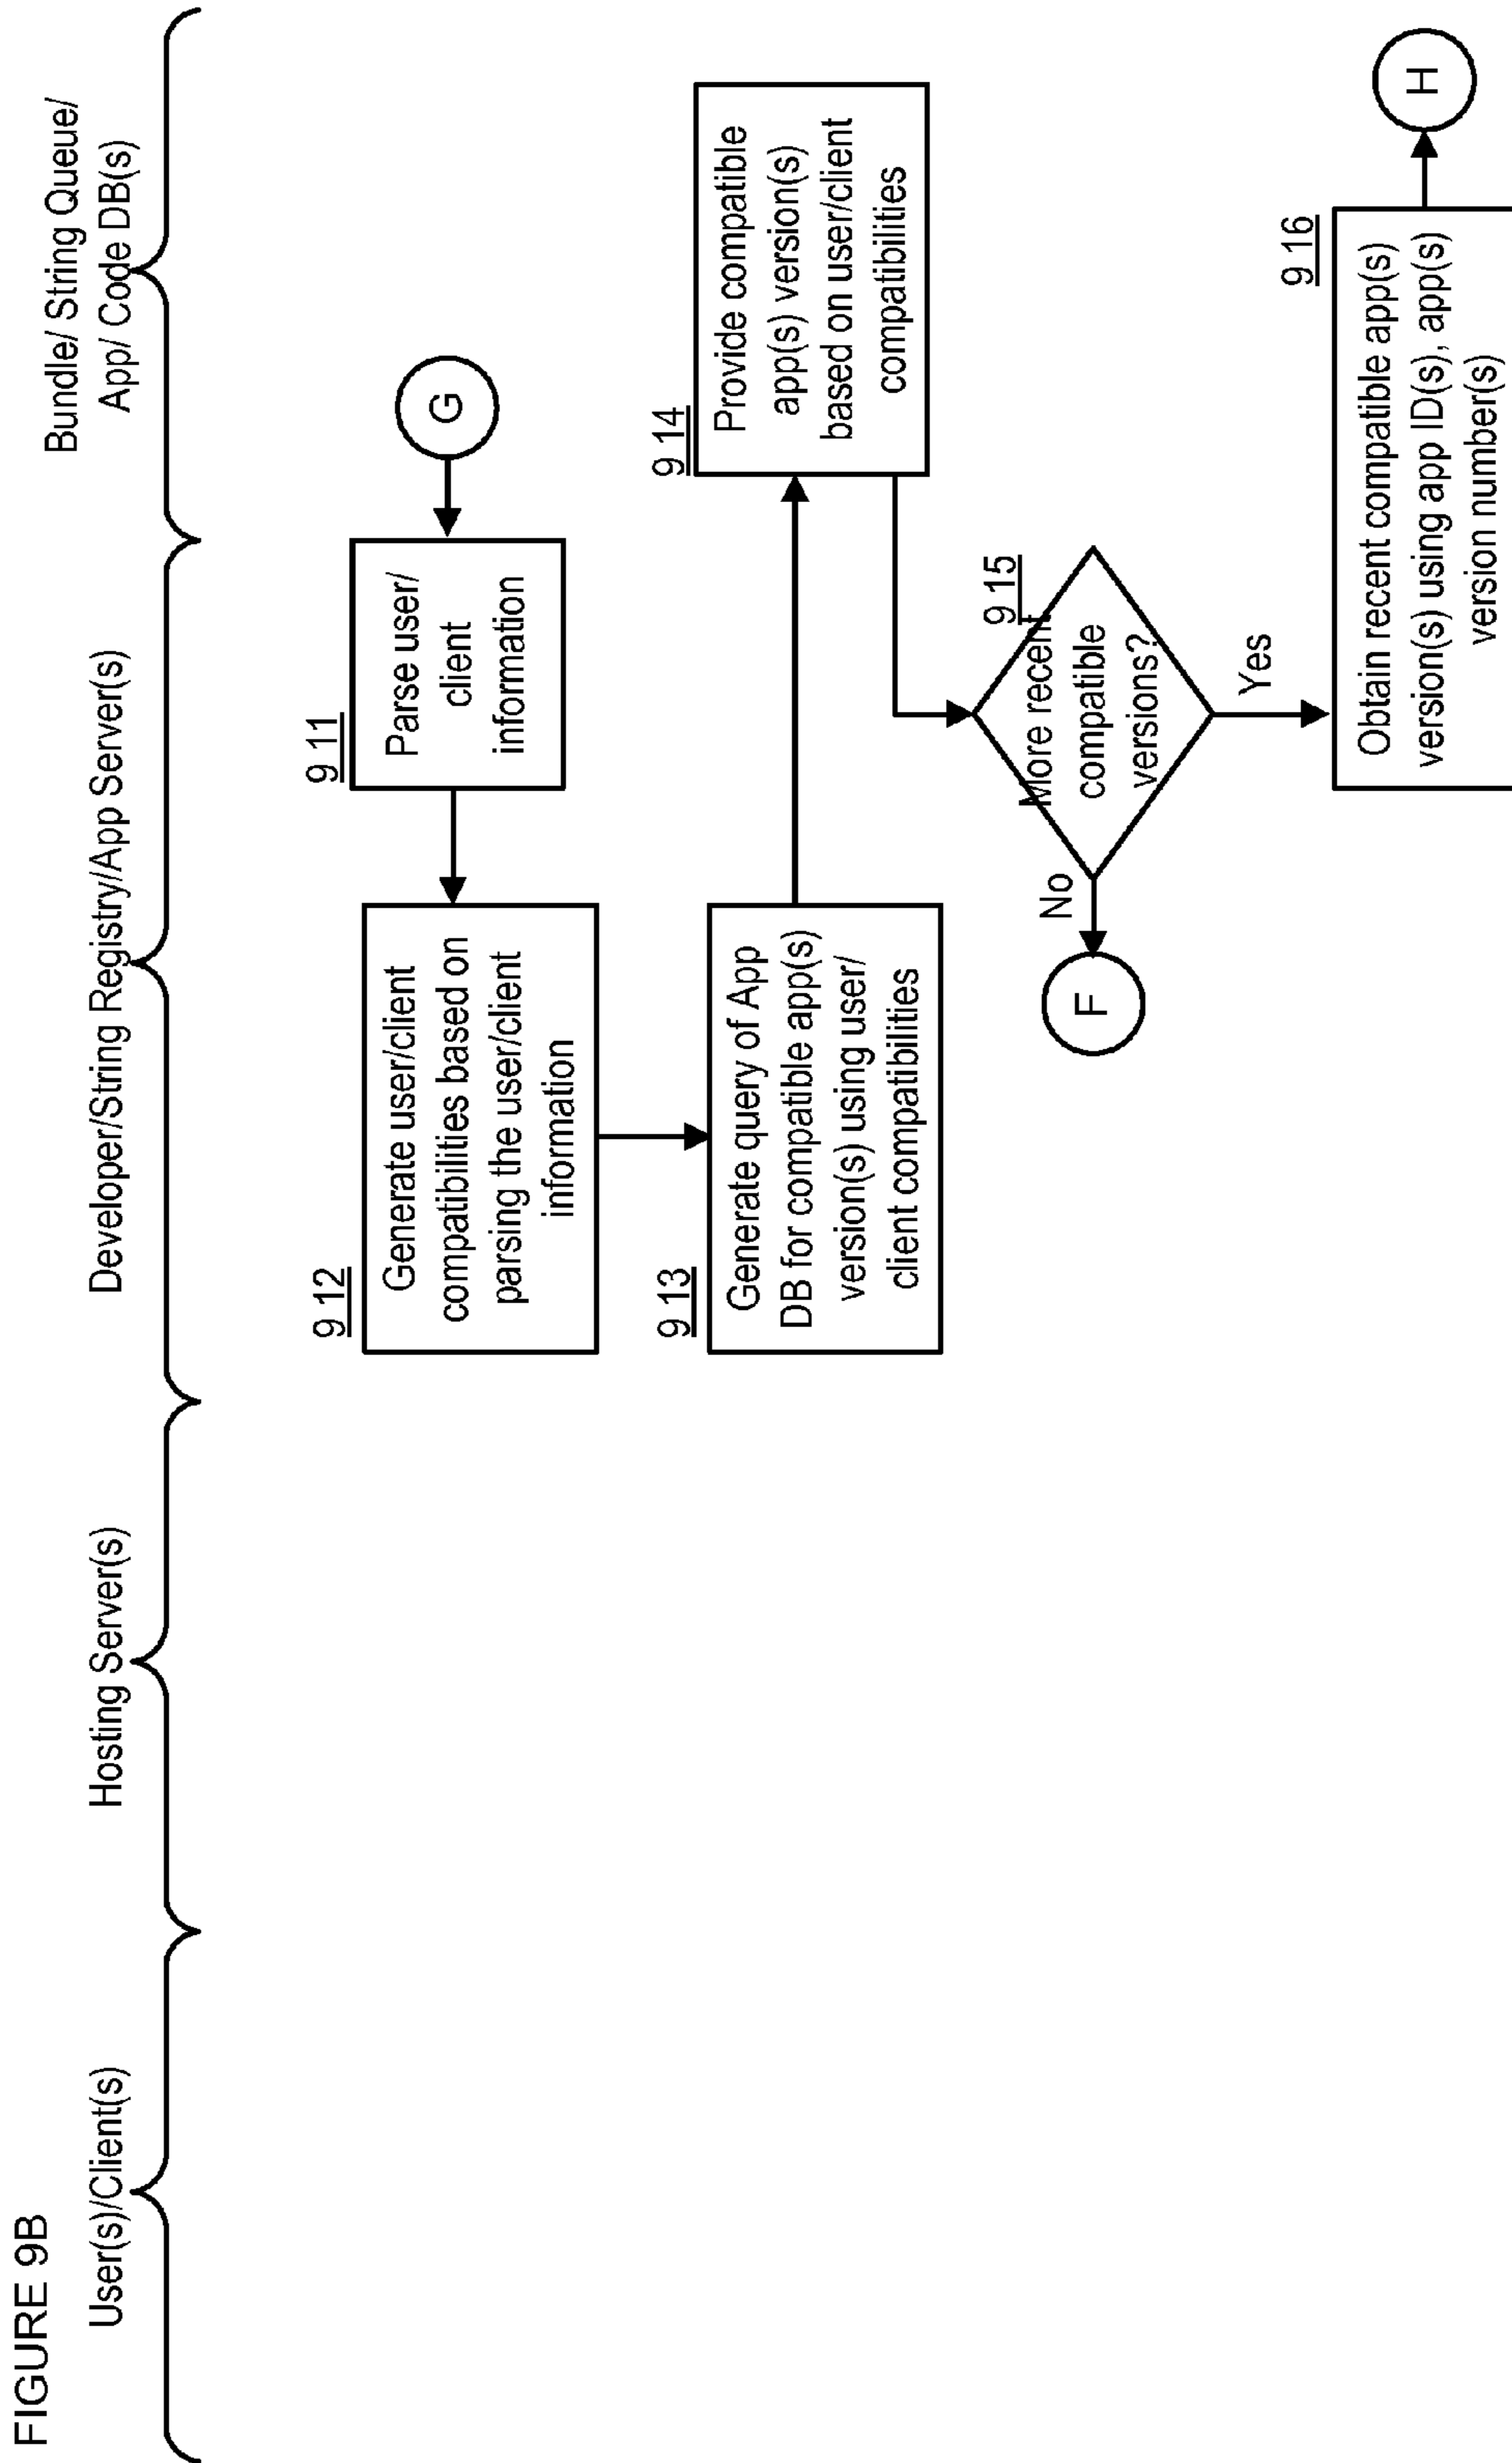 FIGURE 9B
User(s)/Client(s)
Hosting Server(s)
Developer/String Registry/App Server(s)
Bundle/ String Queue/
App/ Code DB(s)
G
9 11
Parse user/
client
information
9 12
Generate user/client
compatibilities based on
parsing the user/client
information
9 13
Generate query of App
DB for compatible app(s)
version(s) using user/
client compatibilities
9 14
Provide compatible
app(s) version(s)
based on user/client
compatibilities
9 15
More recent
compatible
versions?
No
F
Yes
9 16
Obtain recent compatible app(s)
version(s) using app ID(s), app(s)
version number(s)
H